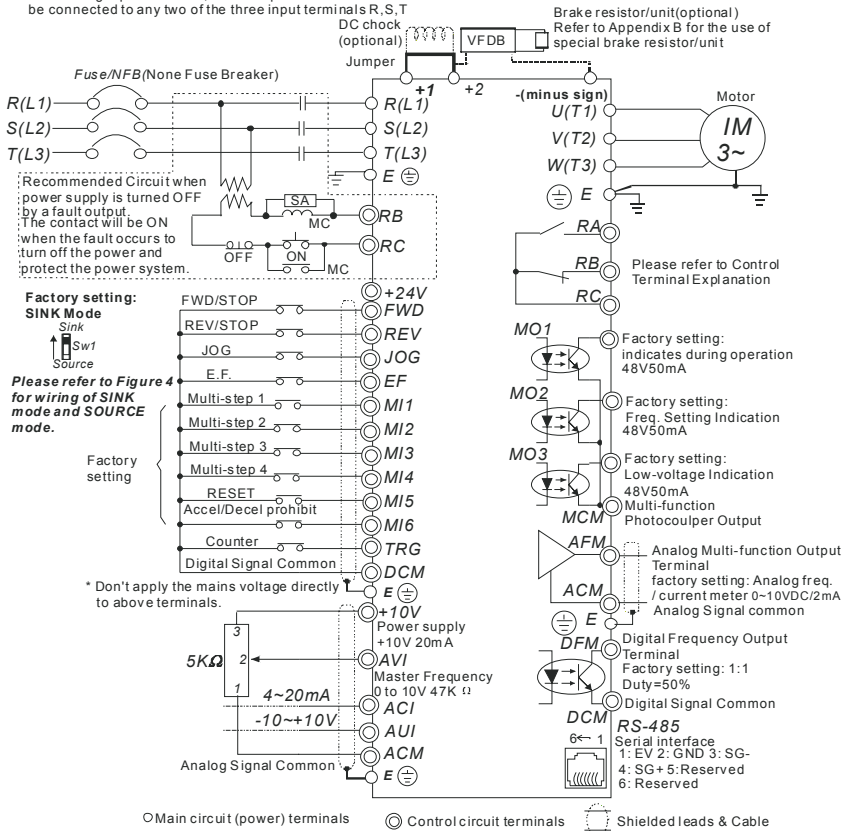 be connected to any two of the three input terminals R,S,T
DC chock
(optional)
Jumper
VFDB
Brake resistor/unit(optional)
Refer to Appendix B for the use of
special brake resistor/unit
Fuse/NFB(None Fuse Breaker)
+1
+2
-(minus sign)
R(L1)
S(L2)
T(L3)
R(L1)
S(L2)
T(L3)
E
U(T1)
V(T2)
W(T3)
E
Motor
IM
3~
Recommended Circuit when
power supply is turned OFF
by a fault output.
The contact will be ON
when the fault occurs to
turn off the power and
protect the power system.
SA
MC
OFF
ON
MC
RB
RC
RA
RB
RC
Please refer to Control
Terminal Explanation
Factory setting:
SINK Mode
Sink
Sw1
Source
Please refer to Figure 4
for wiring of SINK
mode and SOURCE
mode.
+24V
FWD/STOP
FWD
REV/STOP
REV
JOG
JOG
E.F.
EF
Multi-step 1
MI1
Multi-step 2
MI2
Multi-step 3
MI3
Multi-step 4
MI4
RESET
MI5
Accel/Decel prohibit
MI6
Counter
TRG
Digital Signal Common
DCM
E
Factory
setting
* Don't apply the mains voltage directly
to above terminals.
MO1
Factory setting:
indicates during operation
48V50mA
MO2
Factory setting:
Freq. Setting Indication
48V50mA
MO3
Factory setting:
Low-voltage Indication
48V50mA
MCM
Multi-function
Photocoulper Output
AFM
Analog Multi-function Output
Terminal
factory setting: Analog freq.
/ current meter 0~10VDC/2mA
ACM
Analog Signal common
E
DFM
Digital Frequency Output
Terminal
Factory setting: 1:1
Duty=50%
DCM
Digital Signal Common
+10V
Power supply
+10V 20mA
3
5KΩ
2
1
AVI
Master Frequency
0 to 10V 47K Ω
4~20mA
ACI
-10~+10V
AUI
ACM
Analog Signal Common
E
RS-485
Serial interface
6← 1
1: EV 2: GND 3: SG-
4: SG+ 5:Reserved
6: Reserved
Main circuit (power) terminals
Control circuit terminals
Shielded leads & Cable